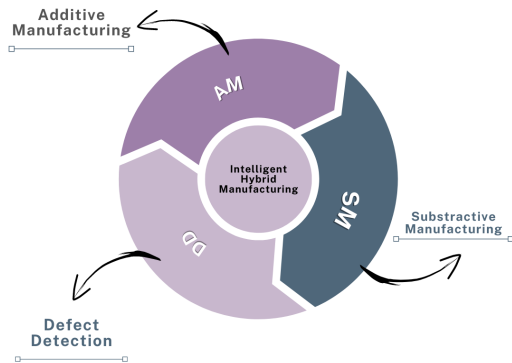 Additive
Manufacturing
AM
Intelligent
Hybrid
Manufacturing
SM
Substractive
Manufacturing
DD
Defect
Detection